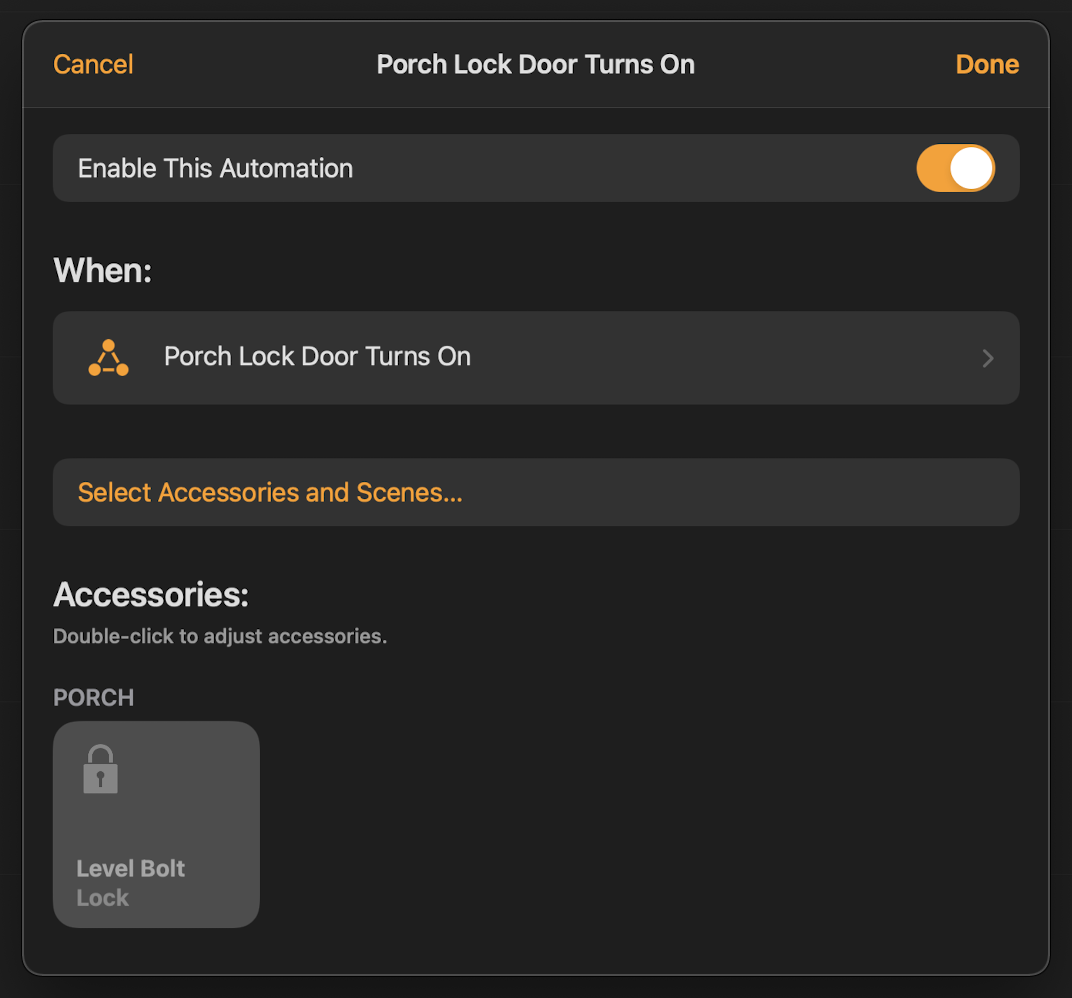 Cancel
Porch Lock Door Turns On
Done
Enable This Automation
When:
Porch Lock Door Turns On
Select Accessories and Scenes...
Accessories:
Double-click to adjust accessories.
PORCH
Level Bolt
Lock